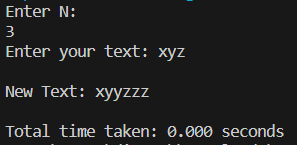 Enter N:
3
Enter your text: xyz
New Text: xyyzzz
Total time taken: 0.000 seconds